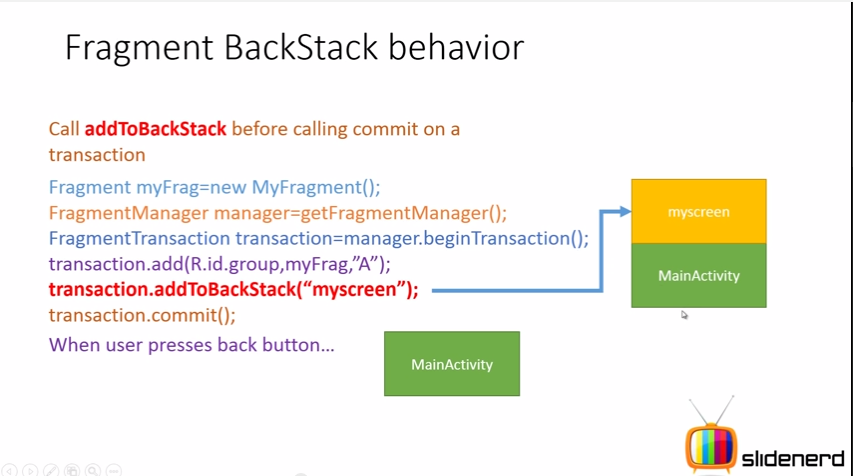 Fragment BackStack behavior
Call addToBackStack before calling commit on a
transaction
Fragment myFrag=new MyFragment();
FragmentManager manager=getFragmentManager();
FragmentTransaction transaction=manager.beginTransaction();
transaction.add(R.id.group,myFrag,”A”);
transaction.addToBackStack(“myscreen”);
transaction.commit();
When user presses back button…
myscreen
MainActivity
MainActivity
slidenerd